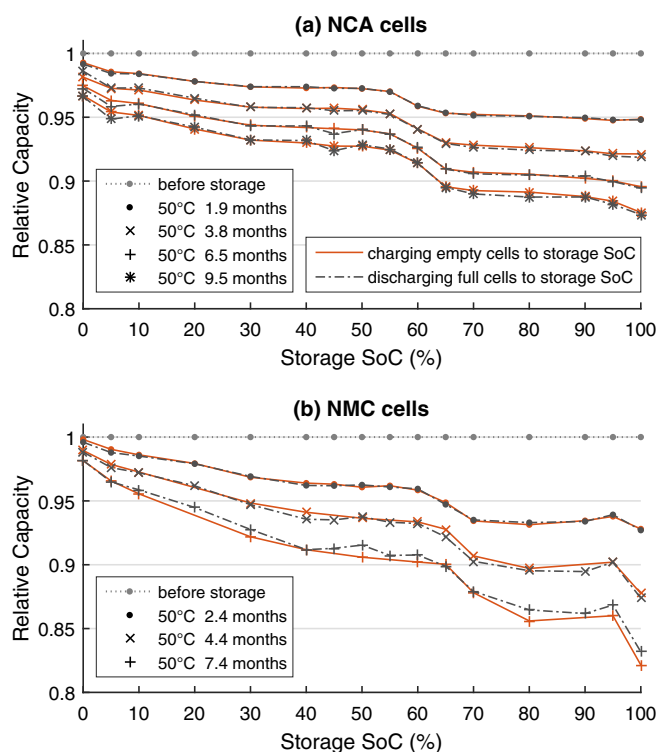 (a) NCA cells
1
0.95
0.9
0.85
0.8
Relative Capacity
before storage
50°C 1.9 months
50°C 3.8 months
50°C 6.5 months
50°C 9.5 months
charging empty cells to storage SoC
discharging full cells to storage SoC
0 10 20 30 40 50 60 70 80 90 100
Storage SoC (%)
(b) NMC cells
1
0.95
0.9
0.85
0.8
Relative Capacity
before storage
50°C 2.4 months
50°C 4.4 months
50°C 7.4 months
0 10 20 30 40 50 60 70 80 90 100
Storage SoC (%)